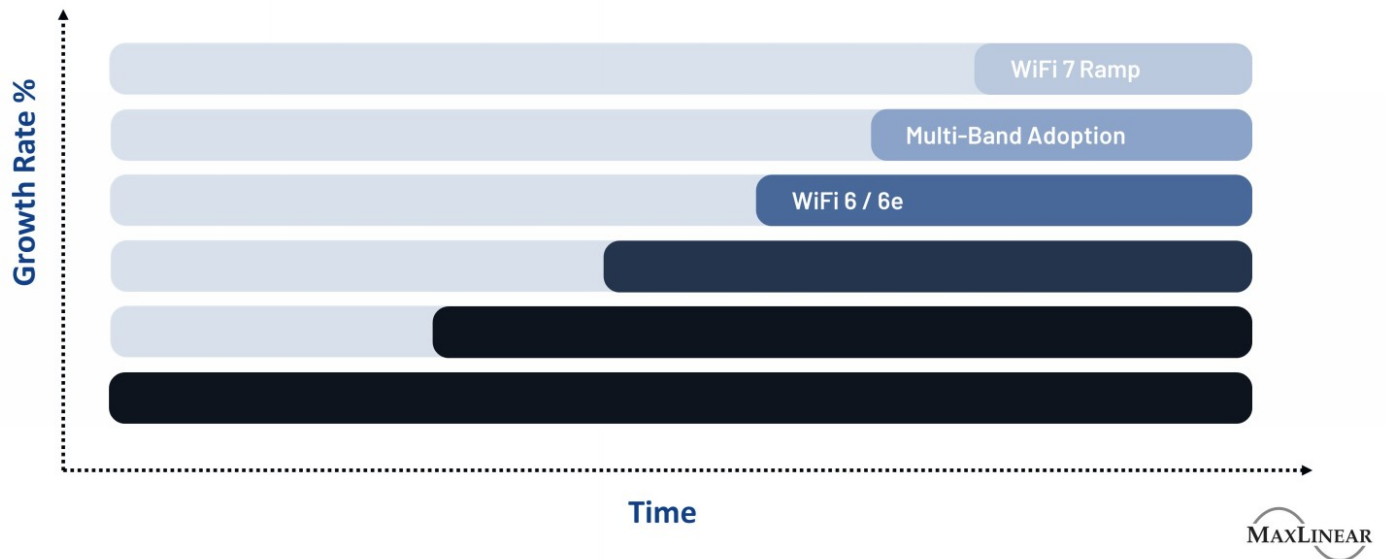 Growth Rate %
WiFi 7 Ramp
Multi-Band Adoption
WiFi 6 / 6e
Time
MAXLINEAR